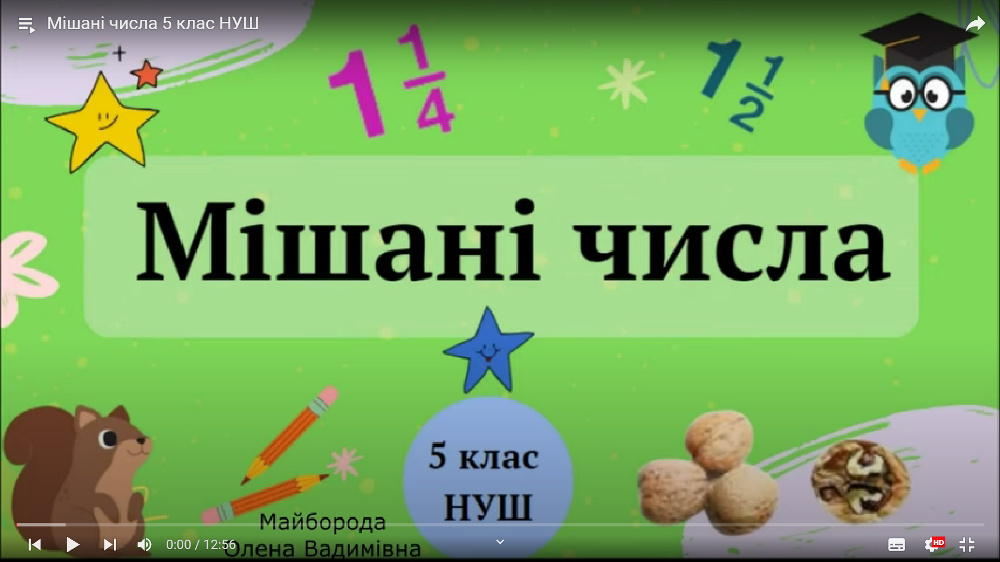 Мішані числа 5 клас НУШ
1 1/4
1 1/2
Мішані числа
5 клас
НУШ
Майборода
Олена Вадимівна
0:00 / 12:56
HD